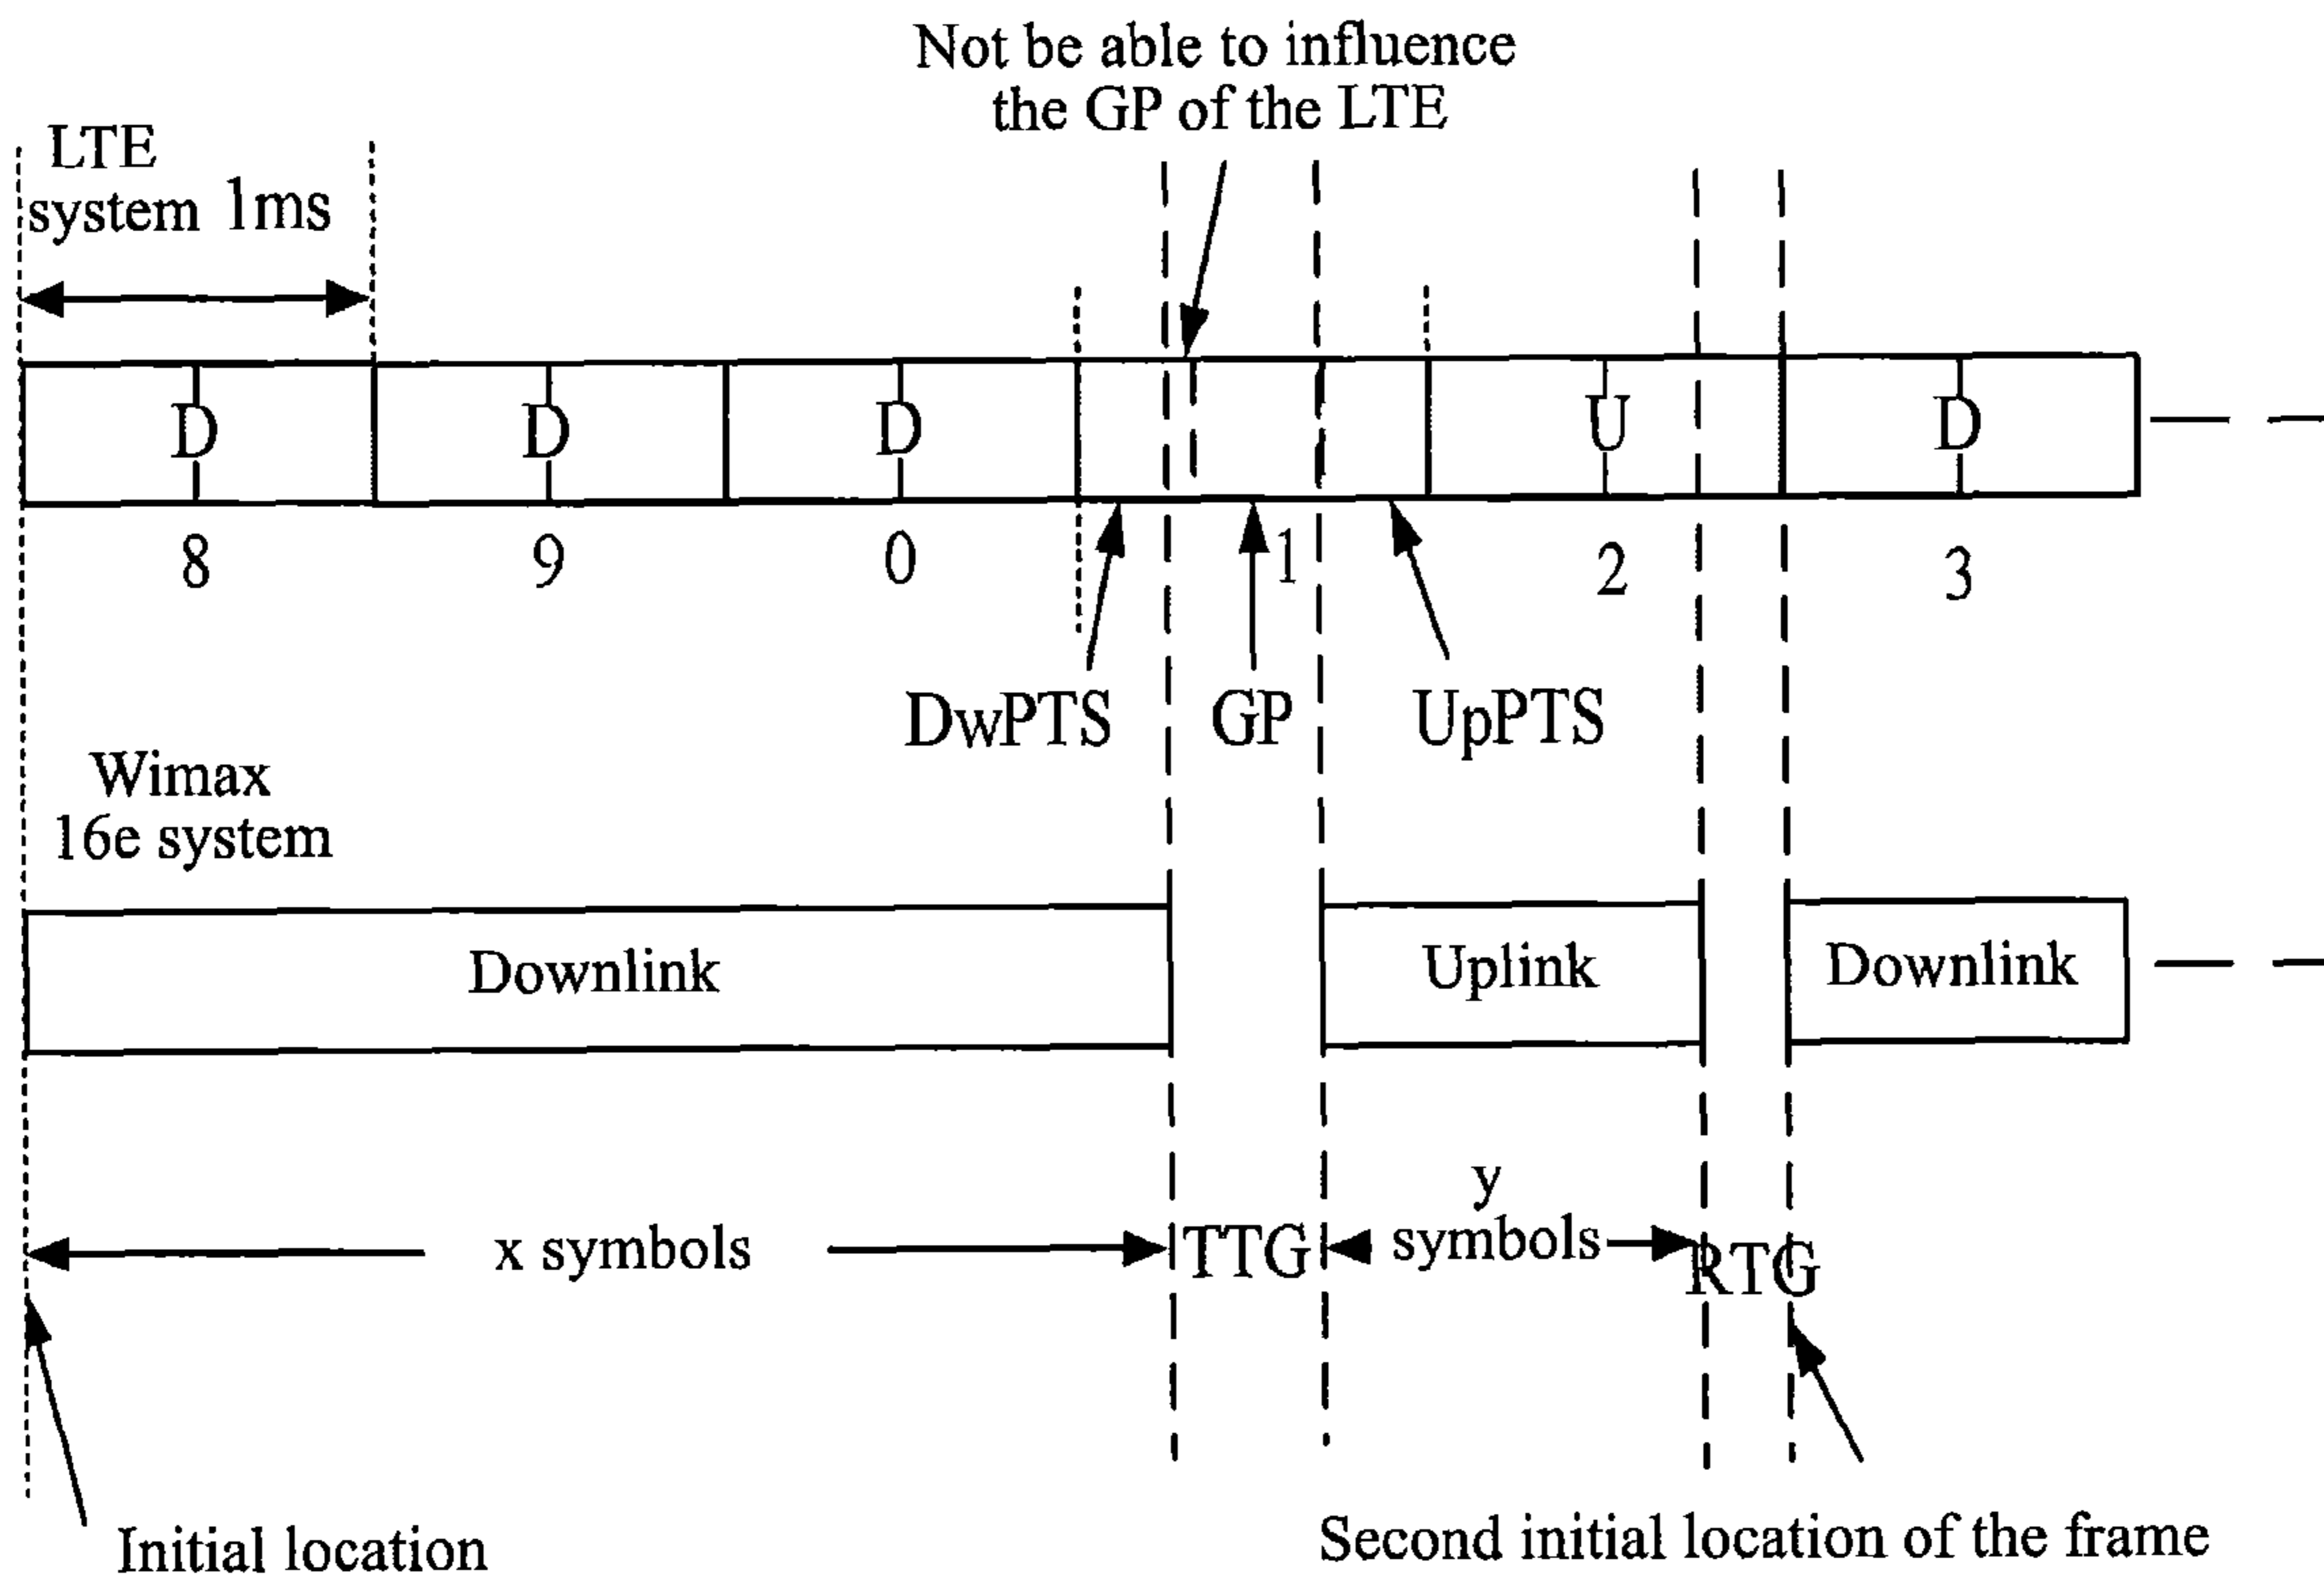 Not be able to influence
the GP of the LTE
LTE
system 1ms
D D D U D
8 9 0 1 2 3
DwPTS GP UpPTS
Wimax
16e system
Downlink Uplink Downlink
x symbols TTG y
symbols RTG
Initial location
Second initial location of the frame